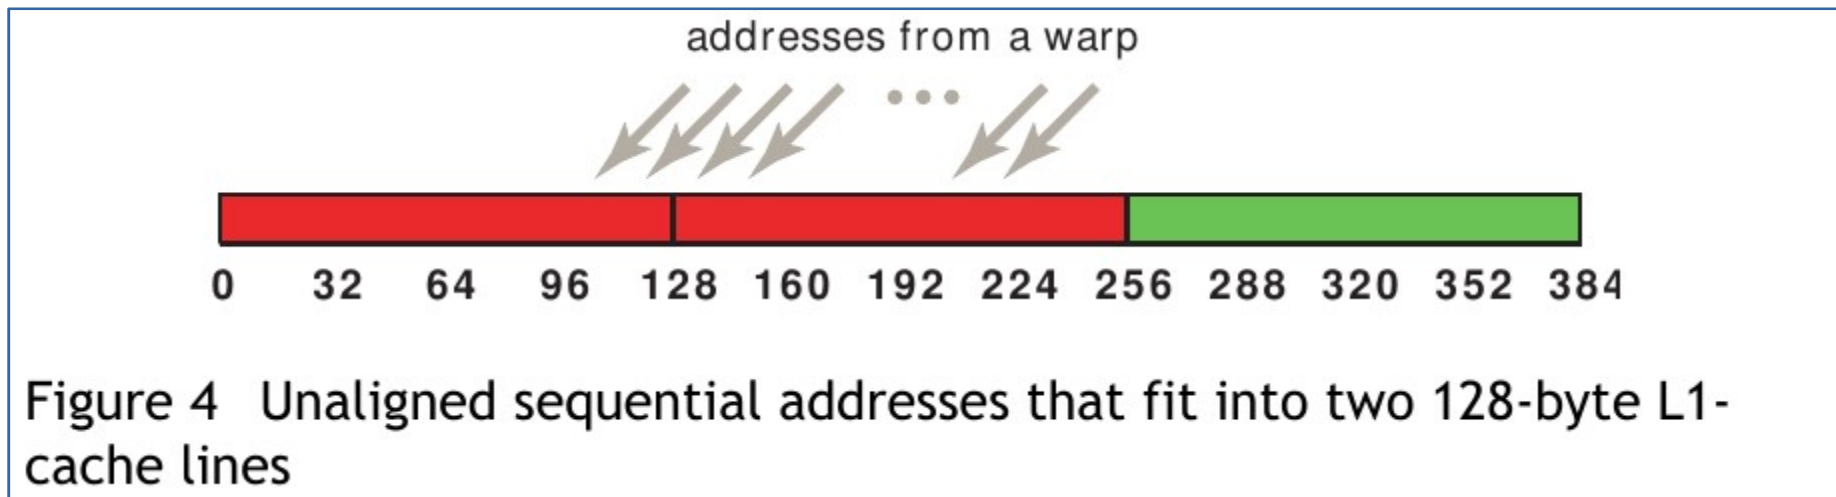 addresses from a warp
0 32 64 96 128 160 192 224 256 288 320 352 384
Figure 4 Unaligned sequential addresses that fit into two 128-byte L1-
cache lines